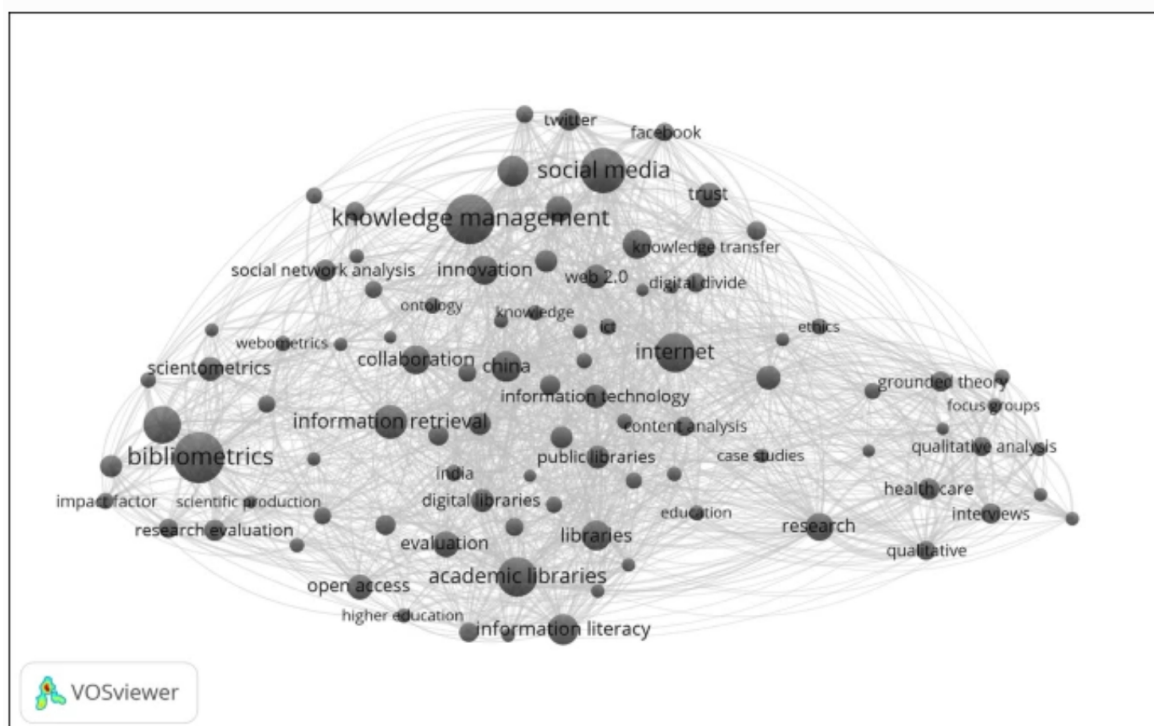 twitter
facebook
social media
trust
knowledge management
knowledge transfer
social network analysis
innovation
web 2.0
digital divide
ontology
knowledge
ict
ethics
webometrics
internet
collaboration
china
scientometrics
grounded theory
information technology
focus groups
information retrieval
content analysis
qualitative analysis
bibliometrics
public libraries
case studies
india
health care
impact factor
scientific production
digital libraries
education
interviews
research evaluation
research
libraries
evaluation
qualitative
academic libraries
open access
higher education
information literacy
VOSviewer